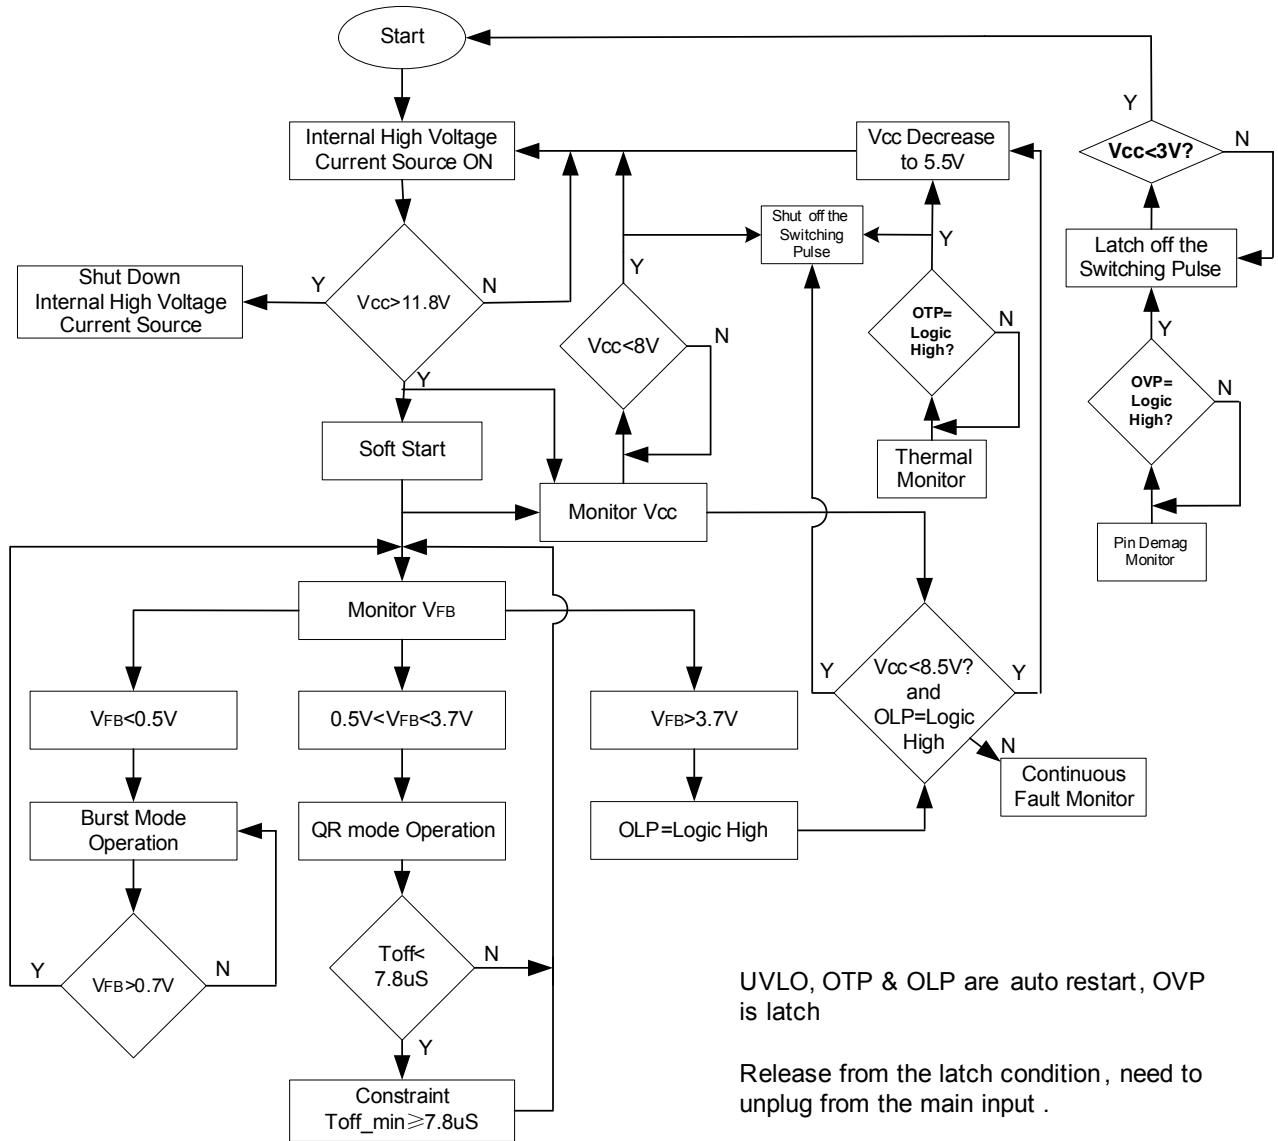 Start
Y
Internal High Voltage
Current Source ON
Vcc Decrease
to 5.5V
Vcc<3V?
N
Shut off the
Switching
Pulse
Y
Latch off the
Switching Pulse
Shut Down
Internal High Voltage
Current Source
Y
Vcc>11.8V
N
Y
Vcc<8V
N
OTP=
Logic
High?
N
Y
OVP=
Logic
High?
N
Y
Soft Start
Thermal
Monitor
Monitor Vcc
Pin Demag
Monitor
Monitor VFB
Y
Vcc<8.5V?
and
OLP=Logic
High
Y
N
Continuous
Fault Monitor
VFB<0.5V
0.5V<VFB<3.7V
VFB>3.7V
Burst Mode
Operation
QR mode Operation
OLP=Logic High
Y
VFB>0.7V
N
Toff<
7.8uS
N
Y
Constraint
Toff_min≥7.8uS
UVLO, OTP & OLP are auto restart, OVP
is latch
Release from the latch condition, need to
unplug from the main input .